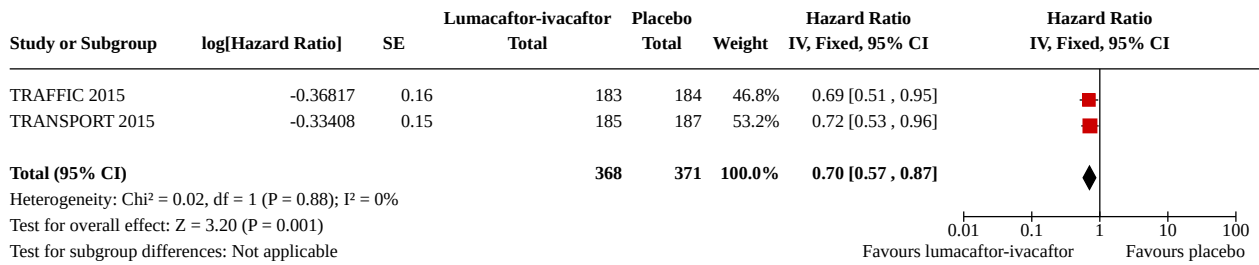 Lumacaftor-ivacaftor Placebo Hazard Ratio Hazard Ratio
Study or Subgroup log[Hazard Ratio] SE Total Total Weight IV, Fixed, 95% CI IV, Fixed, 95% CI
TRAFFIC 2015 -0.36817 0.16 183 184 46.8% 0.69 [0.51 , 0.95]
TRANSPORT 2015 -0.33408 0.15 185 187 53.2% 0.72 [0.53 , 0.96]
Total (95% CI) 368 371 100.0% 0.70 [0.57 , 0.87]
Heterogeneity: Chi² = 0.02, df = 1 (P = 0.88); I² = 0%
Test for overall effect: Z = 3.20 (P = 0.001)
0.01 0.1 1 10 100
Test for subgroup differences: Not applicable Favours lumacaftor-ivacaftor Favours placebo